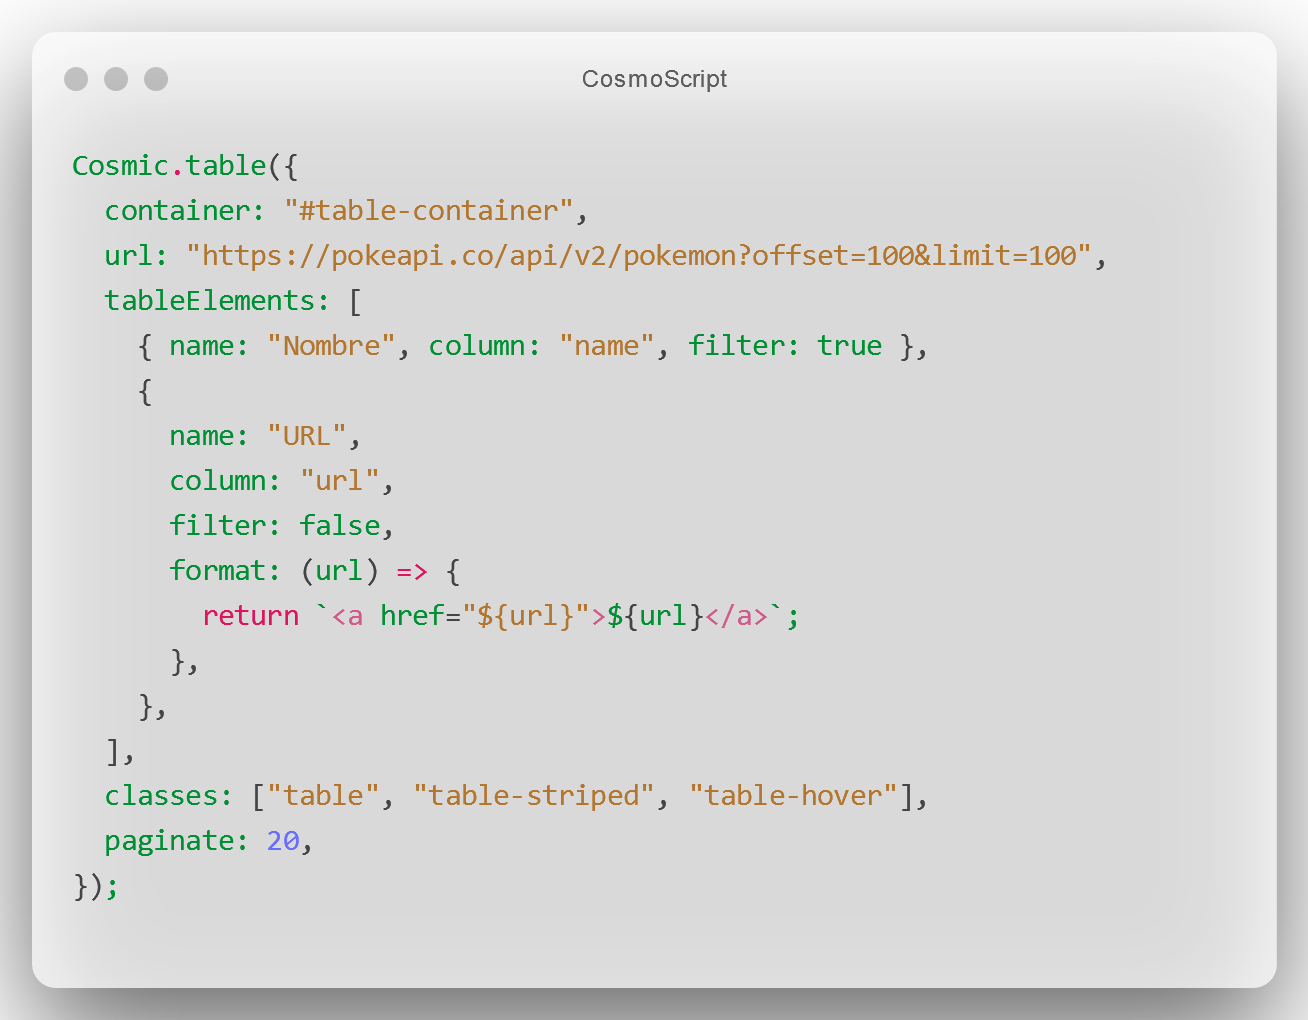 CosmoScript
Cosmic.table({
  container: "#table-container",
  url: "https://pokeapi.co/api/v2/pokemon?offset=100&limit=100",
  tableElements: [
    { name: "Nombre", column: "name", filter: true },
    {
      name: "URL",
      column: "url",
      filter: false,
      format: (url) => {
        return `<a href="${url}">${url}</a>`;
      },
    },
  ],
  classes: ["table", "table-striped", "table-hover"],
  paginate: 20,
});